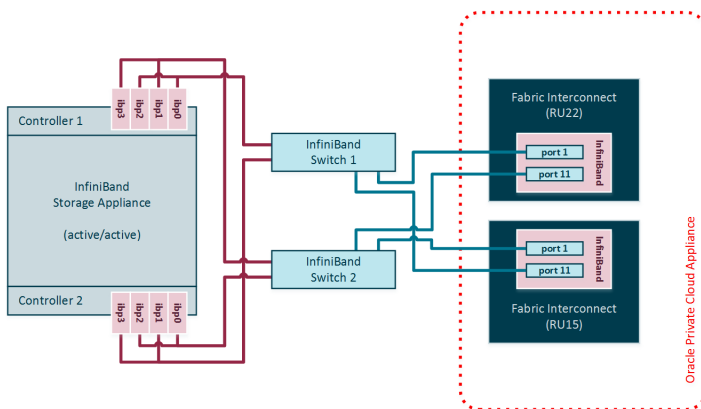 ibp3
ibp2
ibp1
ibp0
Controller 1
InfiniBand
Storage Appliance
(active/active)
Controller 2
ibp3
ibp2
ibp1
ibp0
InfiniBand
Switch 1
InfiniBand
Switch 2
Fabric Interconnect
(RU22)
port 1
port 11
InfiniBand
port 1
port 11
InfiniBand
Fabric Interconnect
(RU15)
Oracle Private Cloud Appliance